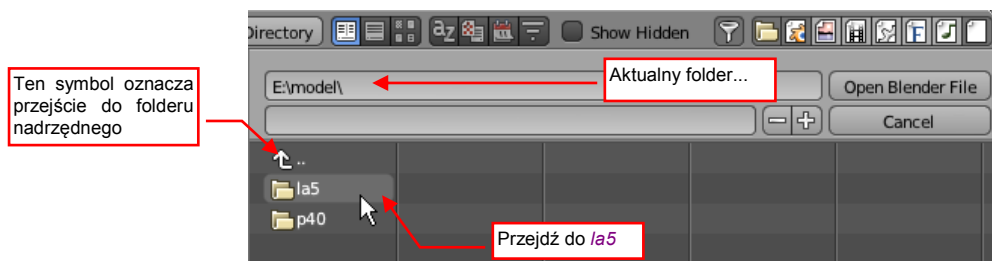 Directory
Show Hidden
Ten symbol oznacza
przejście do folderu
nadrzędnego
Aktualny folder...
E:\model\
Open Blender File
Cancel
..
la5
p40
Przejdź do la5